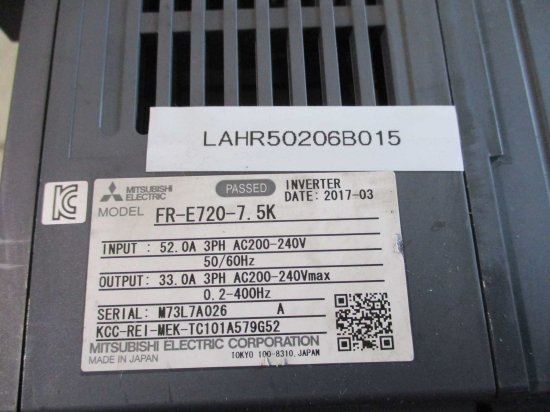 LAHR50206B015
MITSUBISHI ELECTRIC
PASSED
INVERTER
DATE: 2017-03
MODEL FR-E720-7.5K
INPUT : 52.0A 3PH AC200-240V
50/60Hz
OUTPUT: 33.0A 3PH AC200-240Vmax
0.2-400Hz
SERIAL: M73L7A026 A
KCC-REI-MEK-TC101A579G52
MITSUBISHI ELECTRIC CORPORATION
MADE IN JAPAN TOKYO 100-8310, JAPAN